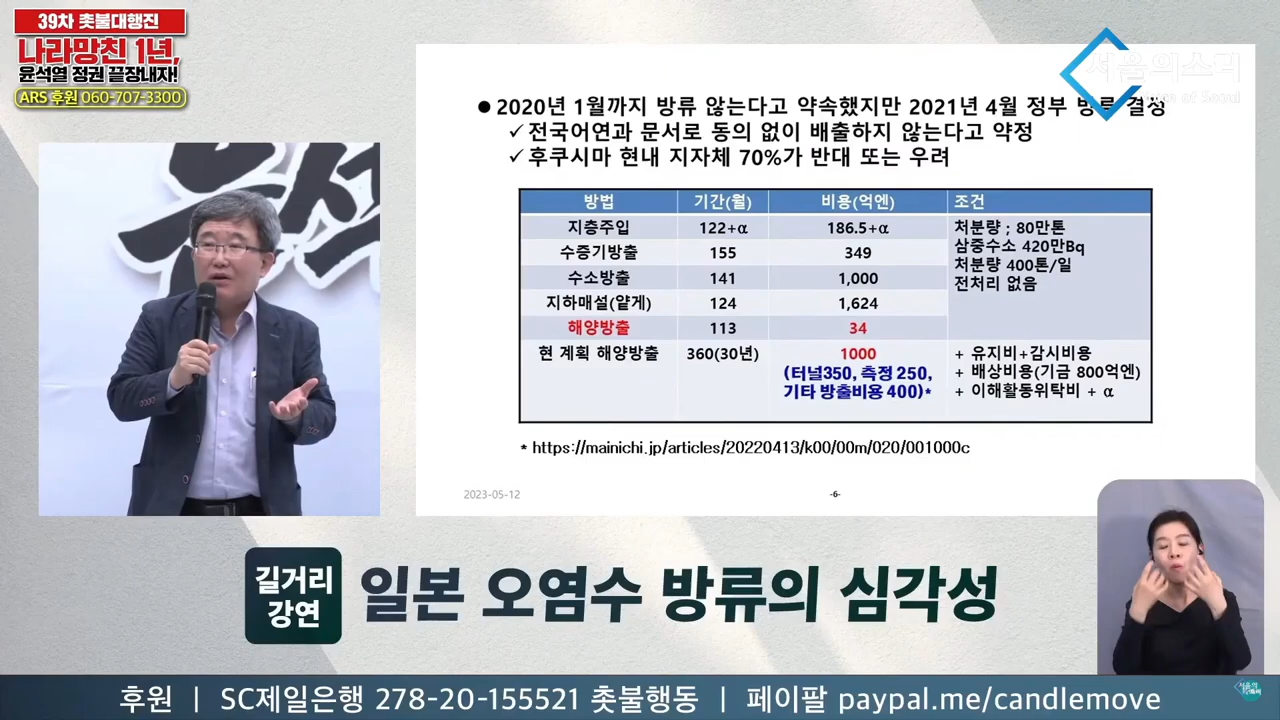 39차 촛불대행진
나라망친 1년,
윤석열 정권 끝장내자!
ARS 후원 060-707-3300
서울의소리
of Seoul
● 2020년 1월까지 방류 않는다고 약속했지만 2021년 4월 정부 방류 결정
✓ 전국어연과 문서로 동의 없이 배출하지 않는다고 약정
✓ 후쿠시마 현내 지자체 70%가 반대 또는 우려
방법 기간(월) 비용(억엔) 조건
지층주입 122+α 186.5+α 처분량 ; 80만톤
수증기방출 155 349 삼중수소 420만Bq
수소방출 141 1,000 처분량 400톤/일
지하매설(얕게) 124 1,624 전처리 없음
해양방출 113 34
현 계획 해양방출 360(30년) 1000 + 유지비+감시비용
(터널350, 측정 250, + 배상비용(기금 800억엔)
기타 방출비용 400)* + 이해활동위탁비 + α
* https://mainichi.jp/articles/20220413/k00/00m/020/001000c
2023-05-12 -6-
길거리
강연
일본 오염수 방류의 심각성
후원 | SC제일은행 278-20-155521 촛불행동 | 페이팔 paypal.me/candlemove